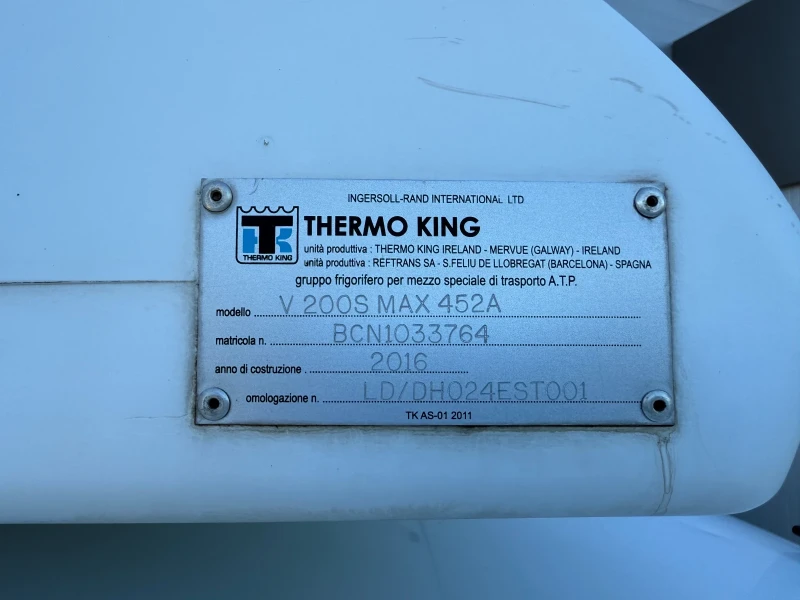 INGERSOLL-RAND INTERNATIONAL LTD
TK
THERMO KING
THERMO KING
unità produttiva : THERMO KING IRELAND - MERVUE (GALWAY) - IRELAND
unità produttiva : REFTRANS SA - S.FELIU DE LLOBREGAT (BARCELONA) - SPAGNA
gruppo frigorifero per mezzo speciale di trasporto A.T.P.
modello V 200S MAX 452A
matricola n. BCN1033764
anno di costruzione . 2016
omologazione n. LD/DH024EST001
TK AS-01 2011